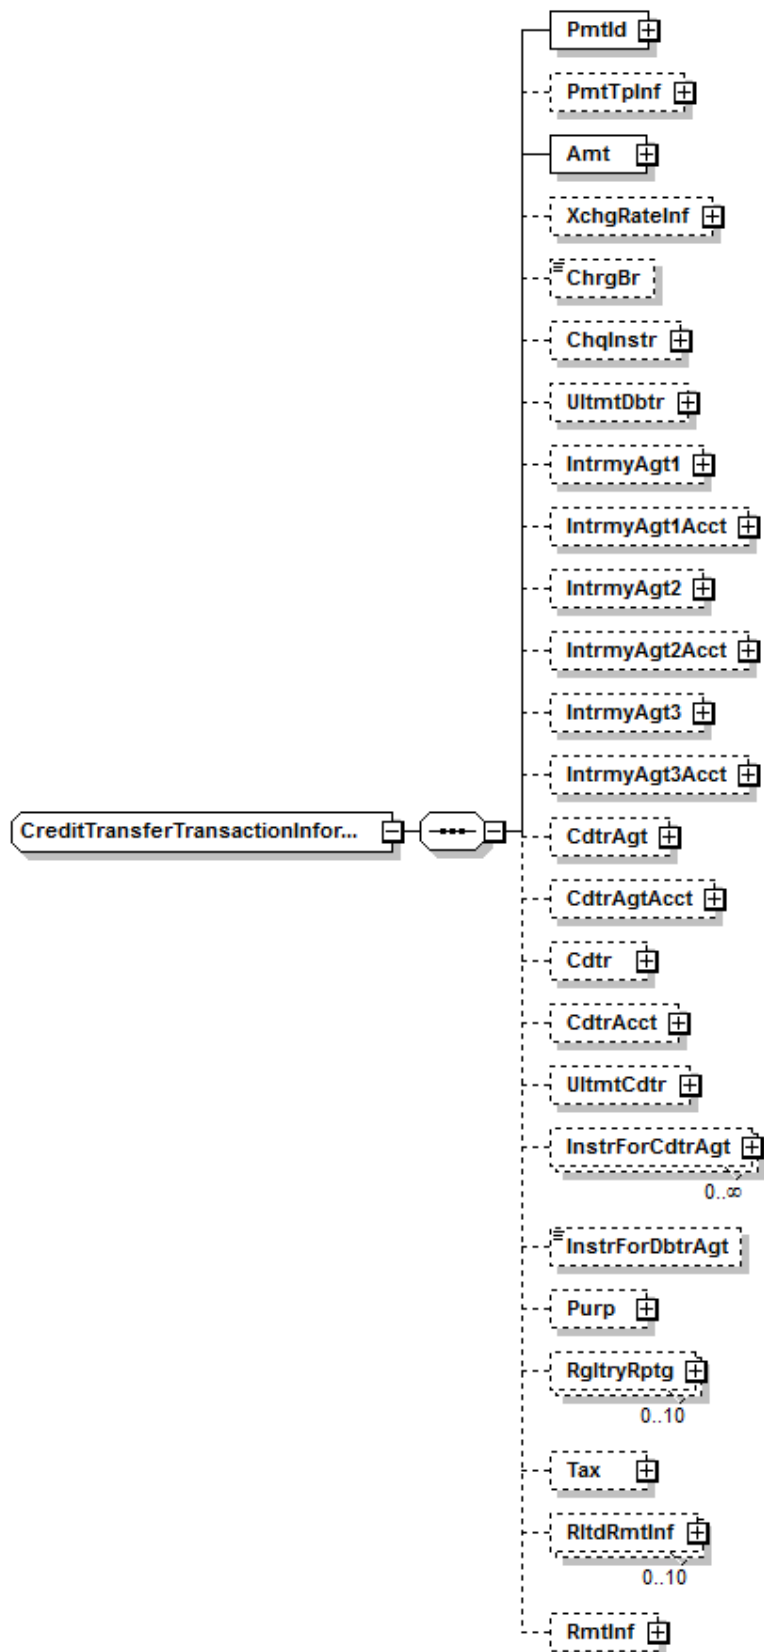 PmtId
PmtTpInf
Amt
XchgRateInf
ChrgBr
ChqInstr
UltmtDbtr
IntrmyAgt1
IntrmyAgt1Acct
IntrmyAgt2
IntrmyAgt2Acct
IntrmyAgt3
IntrmyAgt3Acct
CreditTransferTransactionInfor...
CdtrAgt
CdtrAgtAcct
Cdtr
CdtrAcct
UltmtCdtr
InstrForCdtrAgt
0..∞
InstrForDbtrAgt
Purp
RgltryRptg
0..10
Tax
RltdRmtInf
0..10
RmtInf